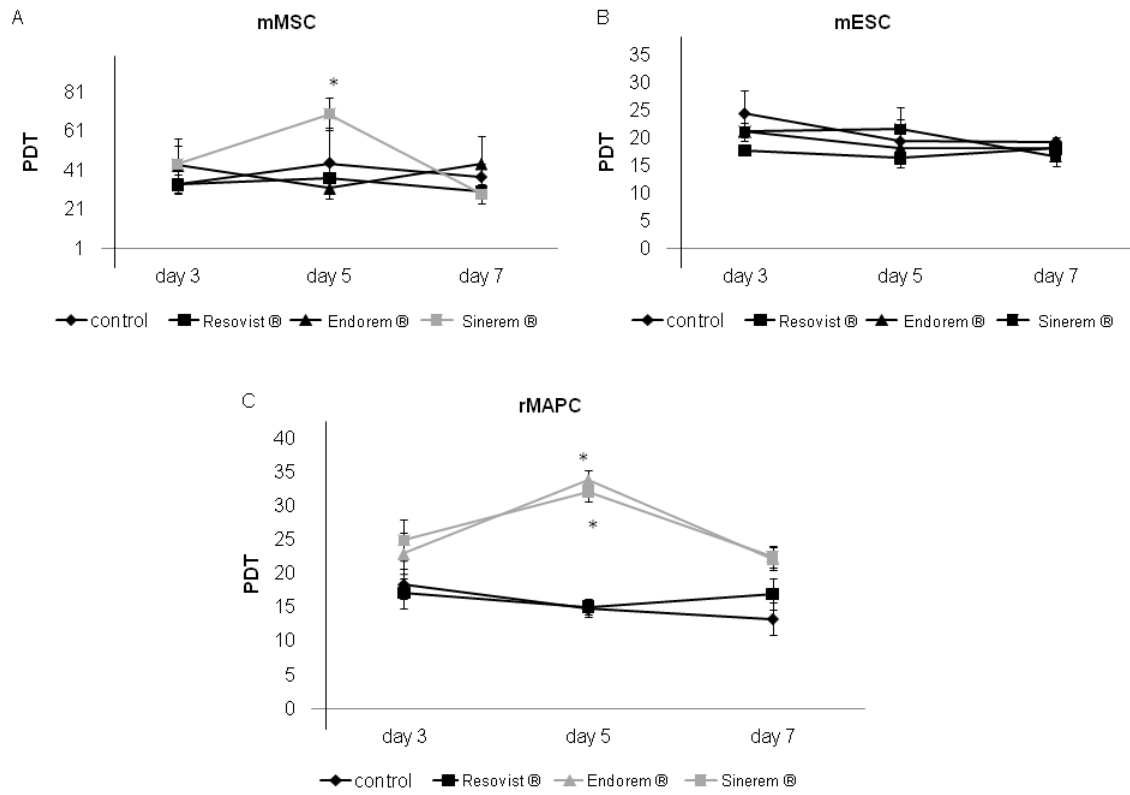 A
mMSC
*
81
61
41
21
1
PDT
day 3 day 5 day 7
control Resovist ® Endorem ® Sinerem ®
B
mESC
35
30
25
20
15
10
5
0
PDT
day 3 day 5 day 7
control Resovist ® Endorem ® Sinerem ®
C
rMAPC
*
*
40
35
30
25
20
15
10
5
0
PDT
day 3 day 5 day 7
control Resovist ® Endorem ® Sinerem ®